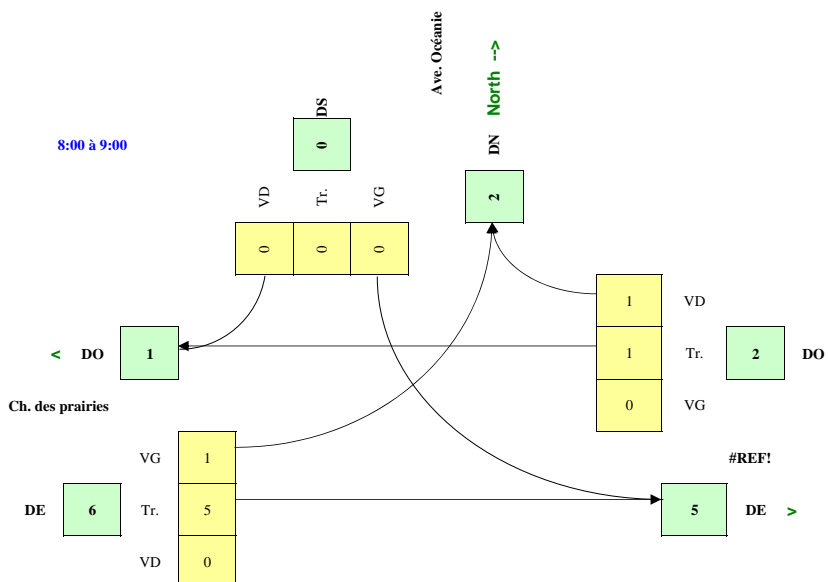 Ave. Océanie
North -->
DS
8:00 à 9:00
0
DN
VD Tr. VG
2
0 0 0
1 VD
< DO 1
1 Tr. 2 DO
Ch. des prairies
0 VG
VG 1
#REF!
DE 6 Tr. 5
5 DE >
VD 0